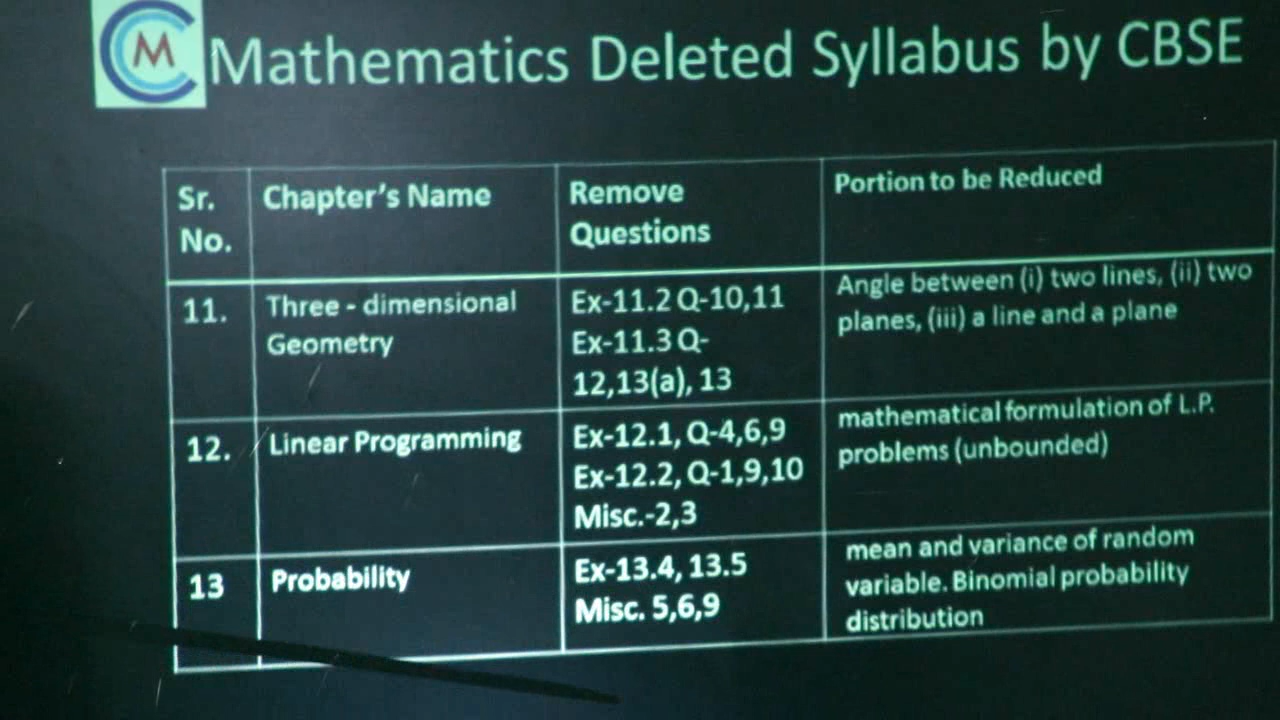 CM
Mathematics Deleted Syllabus by CBSE
Sr. No.
Chapter's Name
Remove Questions
Portion to be Reduced
11.
Three - dimensional
Geometry
Ex-11.2 Q-10,11
Ex-11.3 Q-
12,13(a), 13
Angle between (i) two lines, (ii) two
planes, (iii) a line and a plane
12.
Linear Programming
Ex-12.1, Q-4,6,9
Ex-12.2, Q-1,9,10
Misc.-2,3
mathematical formulation of L.P.
problems (unbounded)
13
Probability
Ex-13.4, 13.5
Misc. 5,6,9
mean and variance of random
variable. Binomial probability
distribution